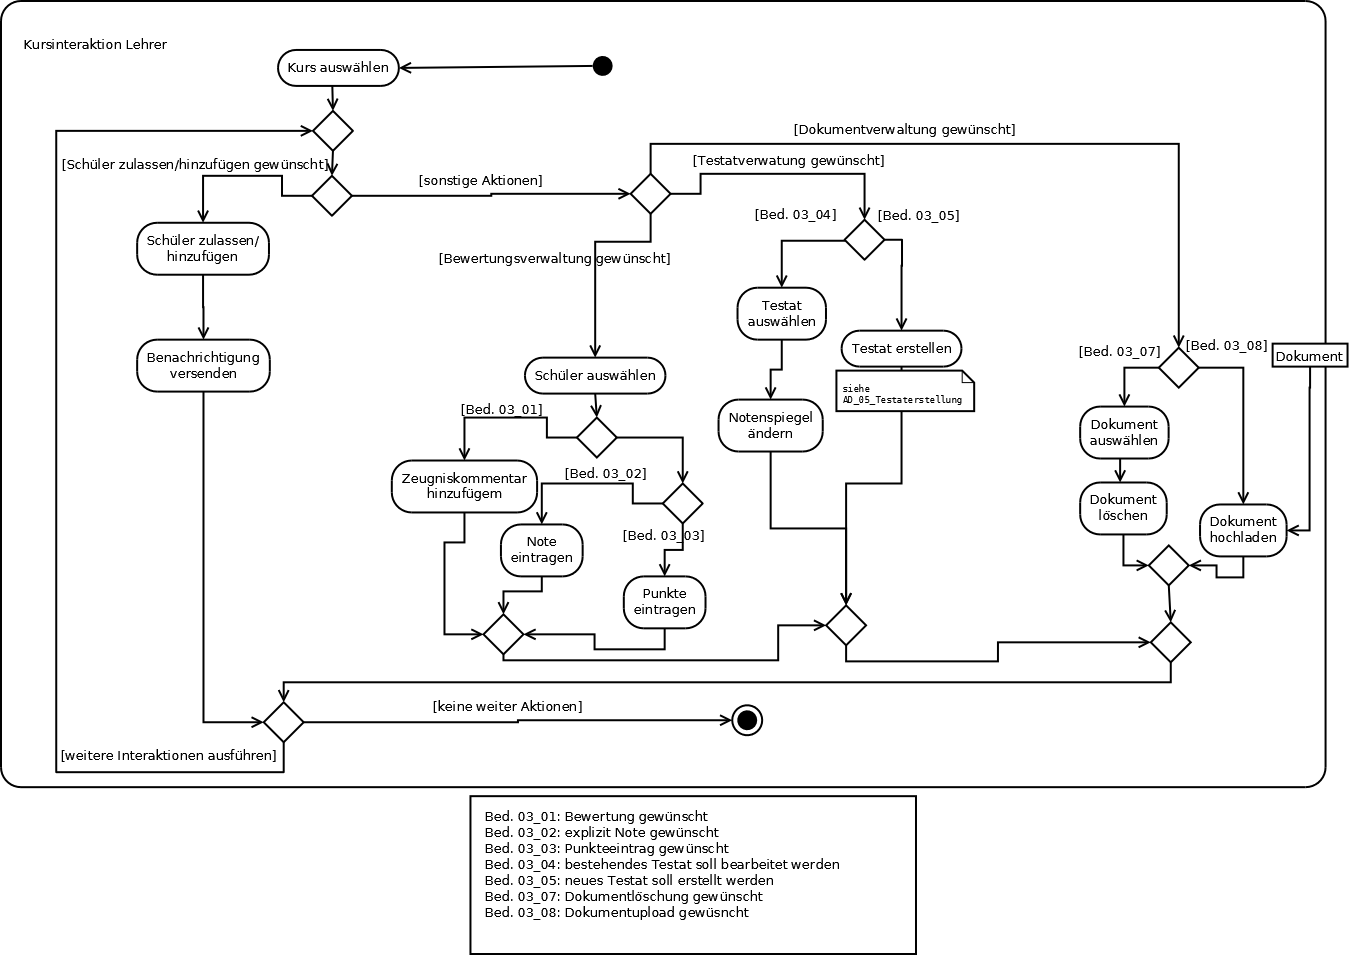 Kursinteraktion Lehrer
Kurs auswählen
[Schüler zulassen/hinzufügen gewünscht]
[sonstige Aktionen]
[Dokumentverwaltung gewünscht]
[Testatverwatung gewünscht]
[Bewertungsverwaltung gewünscht]
Schüler zulassen/
hinzufügen
Benachrichtigung
versenden
Schüler auswählen
[Bed. 03_01]
Zeugniskommentar
hinzufügem
[Bed. 03_02]
Note
eintragen
[Bed. 03_03]
Punkte
eintragen
[Bed. 03_04]
[Bed. 03_05]
Testat
auswählen
Notenspiegel
ändern
Testat erstellen
siehe
AD_05_Testaterstellung
[Bed. 03_07]
[Bed. 03_08]
Dokument
Dokument
auswählen
Dokument
löschen
Dokument
hochladen
[keine weiter Aktionen]
[weitere Interaktionen ausführen]
Bed. 03_01: Bewertung gewünscht
Bed. 03_02: explizit Note gewünscht
Bed. 03_03: Punkteeintrag gewünscht
Bed. 03_04: bestehendes Testat soll bearbeitet werden
Bed. 03_05: neues Testat soll erstellt werden
Bed. 03_07: Dokumentlöschung gewünscht
Bed. 03_08: Dokumentupload gewüsncht